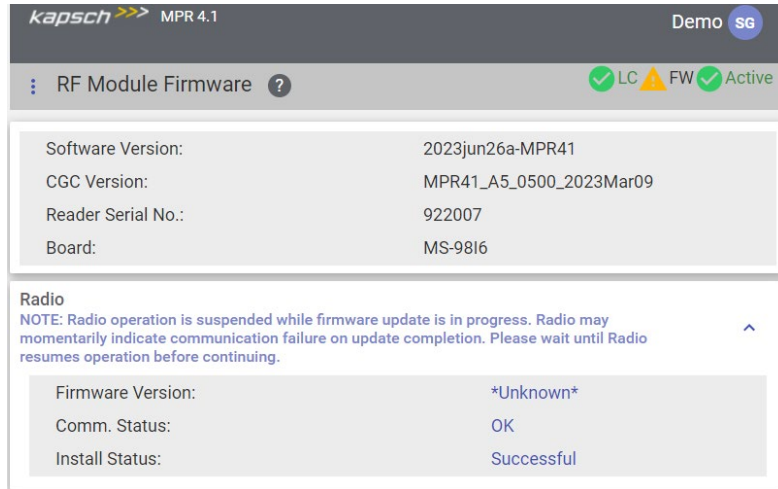 kapsch >>> MPR 4.1
Demo SG
RF Module Firmware ?
LC FW Active
Software Version: 2023jun26a-MPR41
CGC Version: MPR41_A5_0500_2023Mar09
Reader Serial No.: 922007
Board: MS-98I6
Radio
NOTE: Radio operation is suspended while firmware update is in progress. Radio may
momentarily indicate communication failure on update completion. Please wait until Radio
resumes operation before continuing.
Firmware Version: *Unknown*
Comm. Status: OK
Install Status: Successful